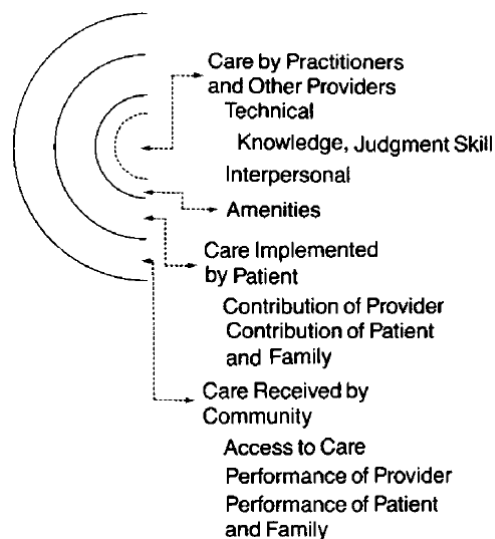 Care by Practitioners
and Other Providers
Technical
Knowledge, Judgment Skill
Interpersonal
Amenities
Care Implemented
by Patient
Contribution of Provider
Contribution of Patient
and Family
Care Received by
Community
Access to Care
Performance of Provider
Performance of Patient
and Family